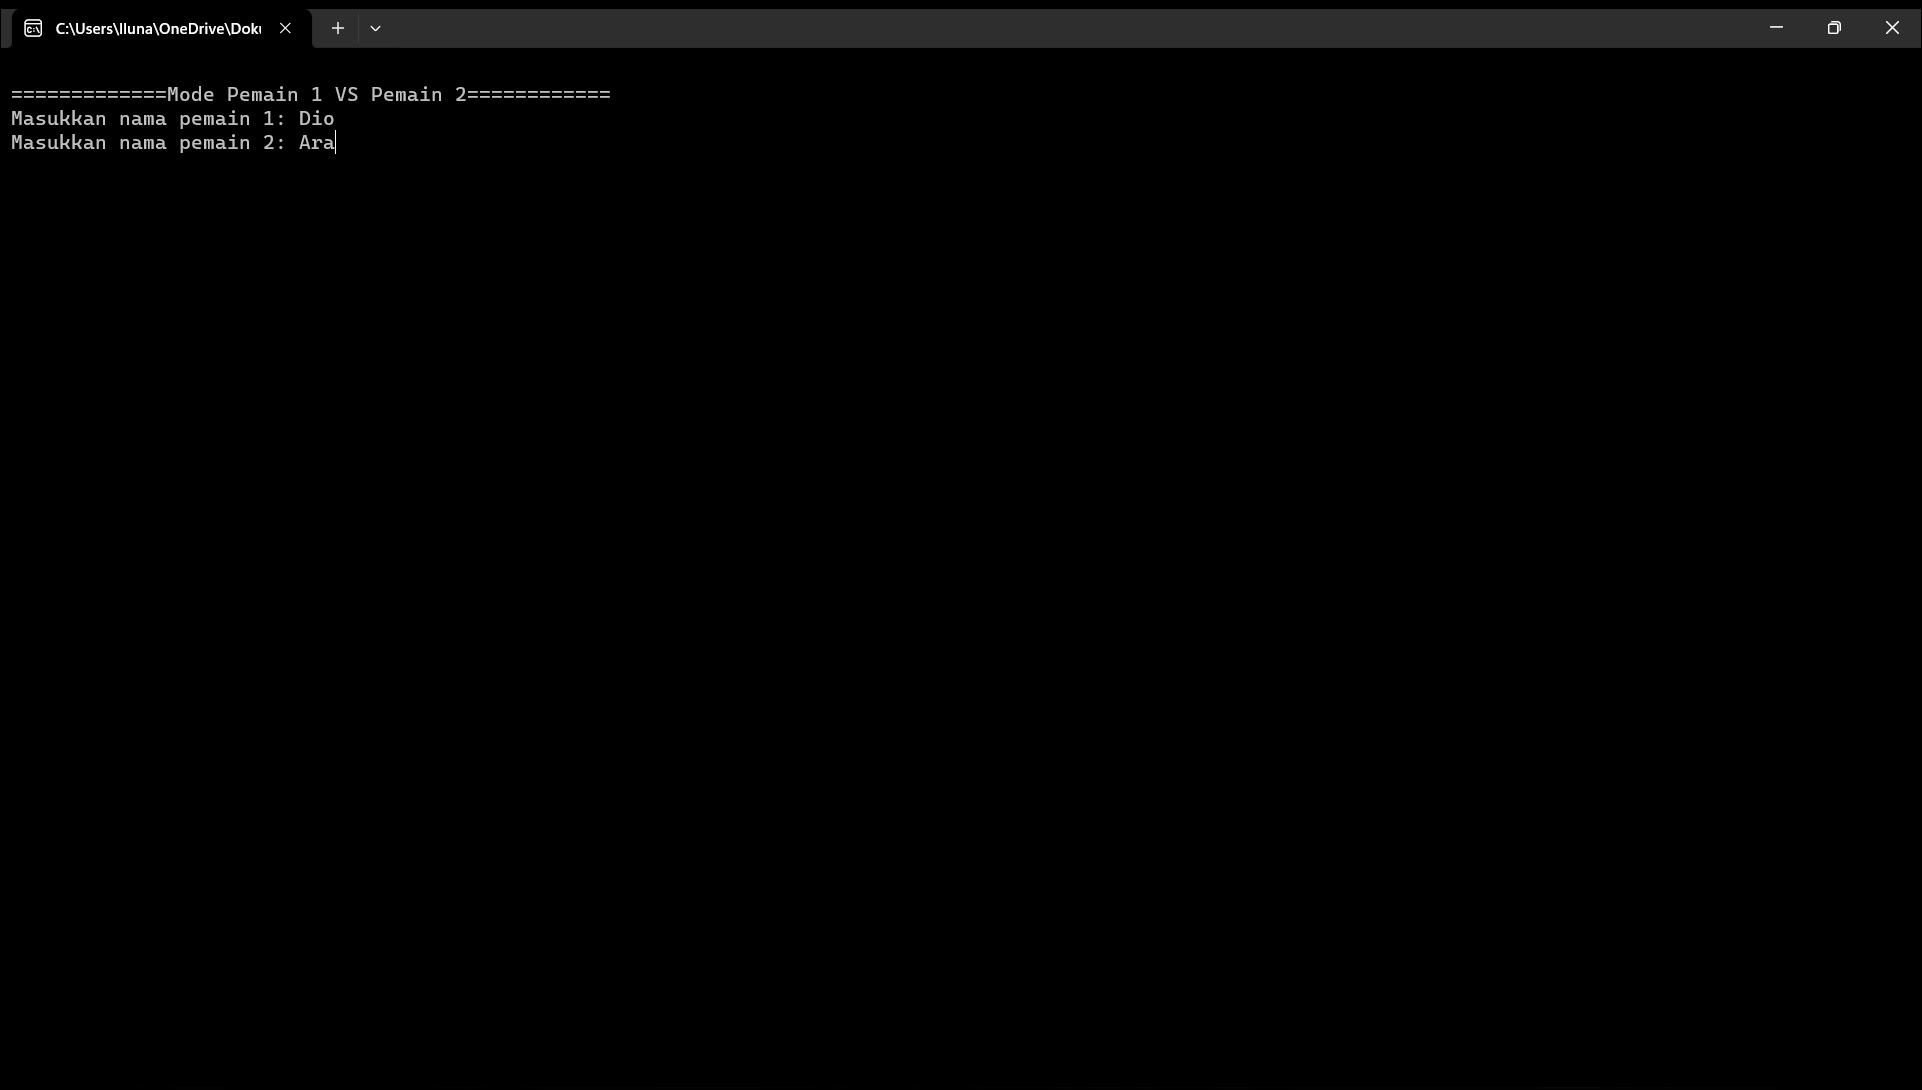 C:\Users\lluna\OneDrive\Doku
=============Mode Pemain 1 VS Pemain 2============
Masukkan nama pemain 1: Dio
Masukkan nama pemain 2: Ara